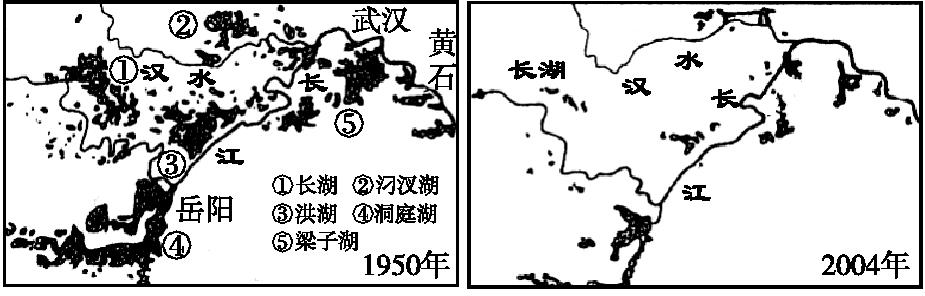 ② 武汉
黄石
① 汉水
长江
⑤
③
岳阳
①长湖 ②汈汊湖
③洪湖 ④洞庭湖
⑤梁子湖
④
1950年
长湖
汉水
长江
2004年